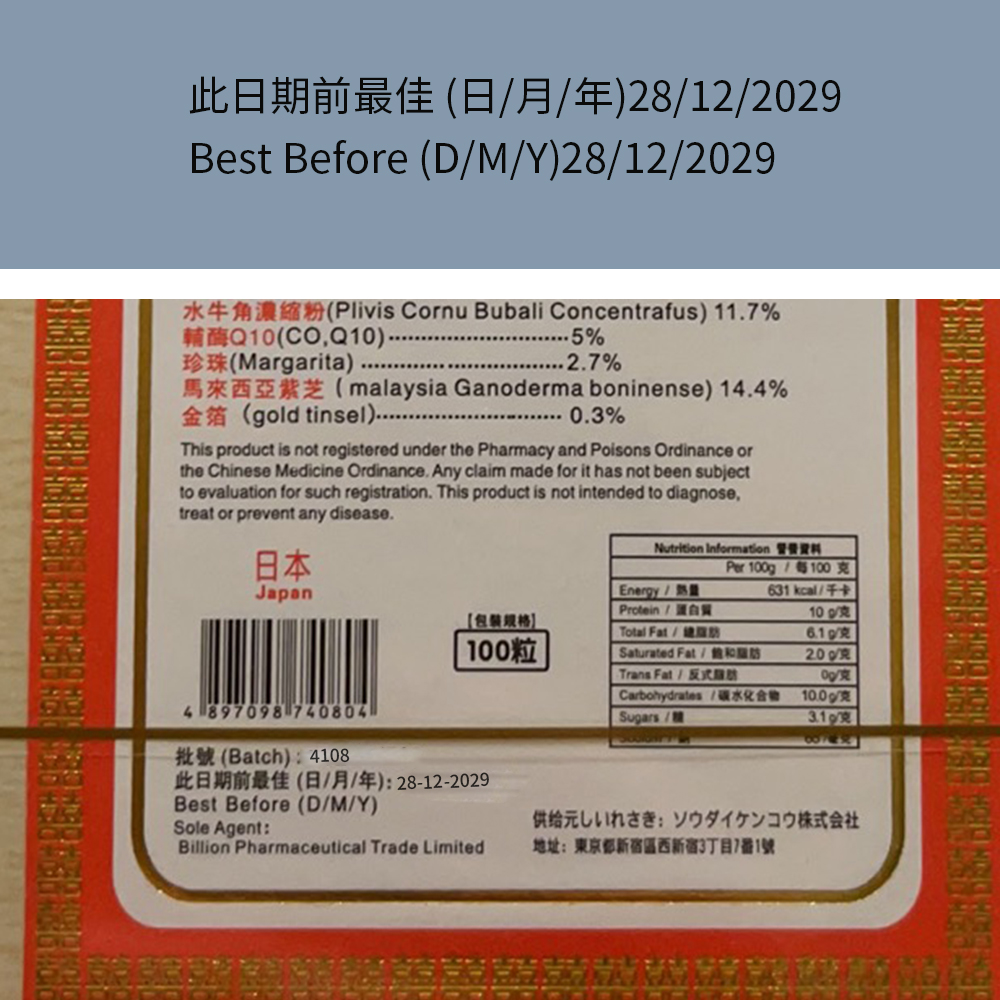 此日期前最佳 (日/月/年)28/12/2029
Best Before (D/M/Y)28/12/2029
水牛角濃縮粉(Plivis Cornu Bubali Concentrafus) 11.7%
輔酶Q10(CO,Q10)··································5%
珍珠(Margarita) ······································2.7%
馬來西亞紫芝 ( malaysia Ganoderma boninense) 14.4%
金箔 (gold tinsel)··································· 0.3%
This product is not registered under the Pharmacy and Poisons Ordinance or
the Chinese Medicine Ordinance. Any claim made for it has not been subject
to evaluation for such registration. This product is not intended to diagnose,
treat or prevent any disease.
日本
Japan
4 897098 740804
【包裝規格】
100粒
Nutrition Information 營養資料
Per 100g / 每100 克
Energy / 熱量 631 kcal/千卡
Protein / 蛋白質 10 g/克
Total Fat / 總脂肪 6.1 g/克
Saturated Fat / 飽和脂肪 2.0 g/克
Trans Fat / 反式脂肪 0g/克
Carbohydrates / 碳水化合物 10.0g/克
Sugars / 糖 3.1g/克
批號 (Batch) : 4108
此日期前最佳 (日/月/年): 28-12-2029
Best Before (D/M/Y)
Sole Agent:
Billion Pharmaceutical Trade Limited
供给元しいれさき: ソウダイケンコウ株式会社
地址: 東京都新宿區西新宿3丁目7番1號